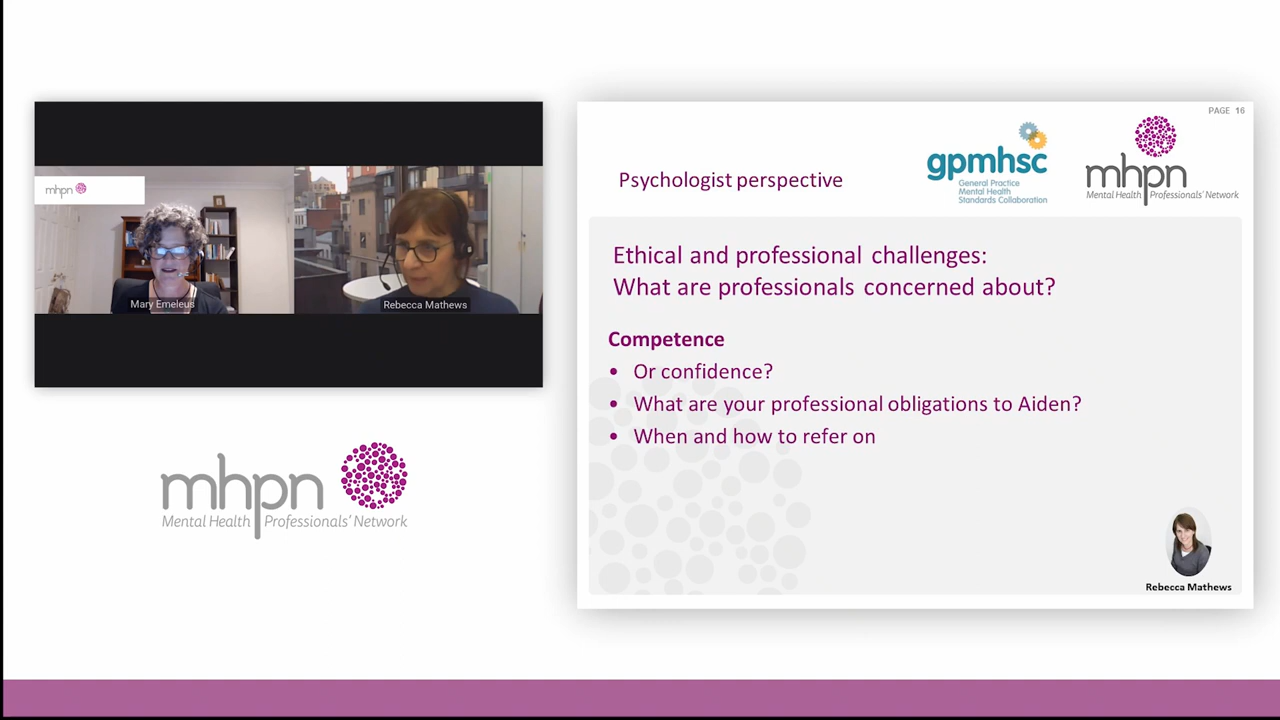 mhpn
Mary Emeleus
Rebecca Mathews
mhpn
Mental Health Professionals' Network
PAGE 16
Psychologist perspective
gpmhsc
General Practice
Mental Health
Standards Collaboration
mhpn
Mental Health Professionals' Network
Ethical and professional challenges:
What are professionals concerned about?
Competence
• Or confidence?
• What are your professional obligations to Aiden?
• When and how to refer on
Rebecca Mathews